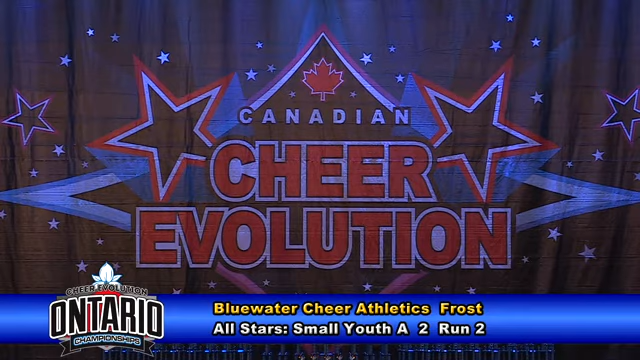 CANADIAN
CHEER
EVOLUTION
CHEER EVOLUTION
ONTARIO
CHAMPIONSHIPS
Bluewater Cheer Athletics  Frost
All Stars: Small Youth A  2  Run 2